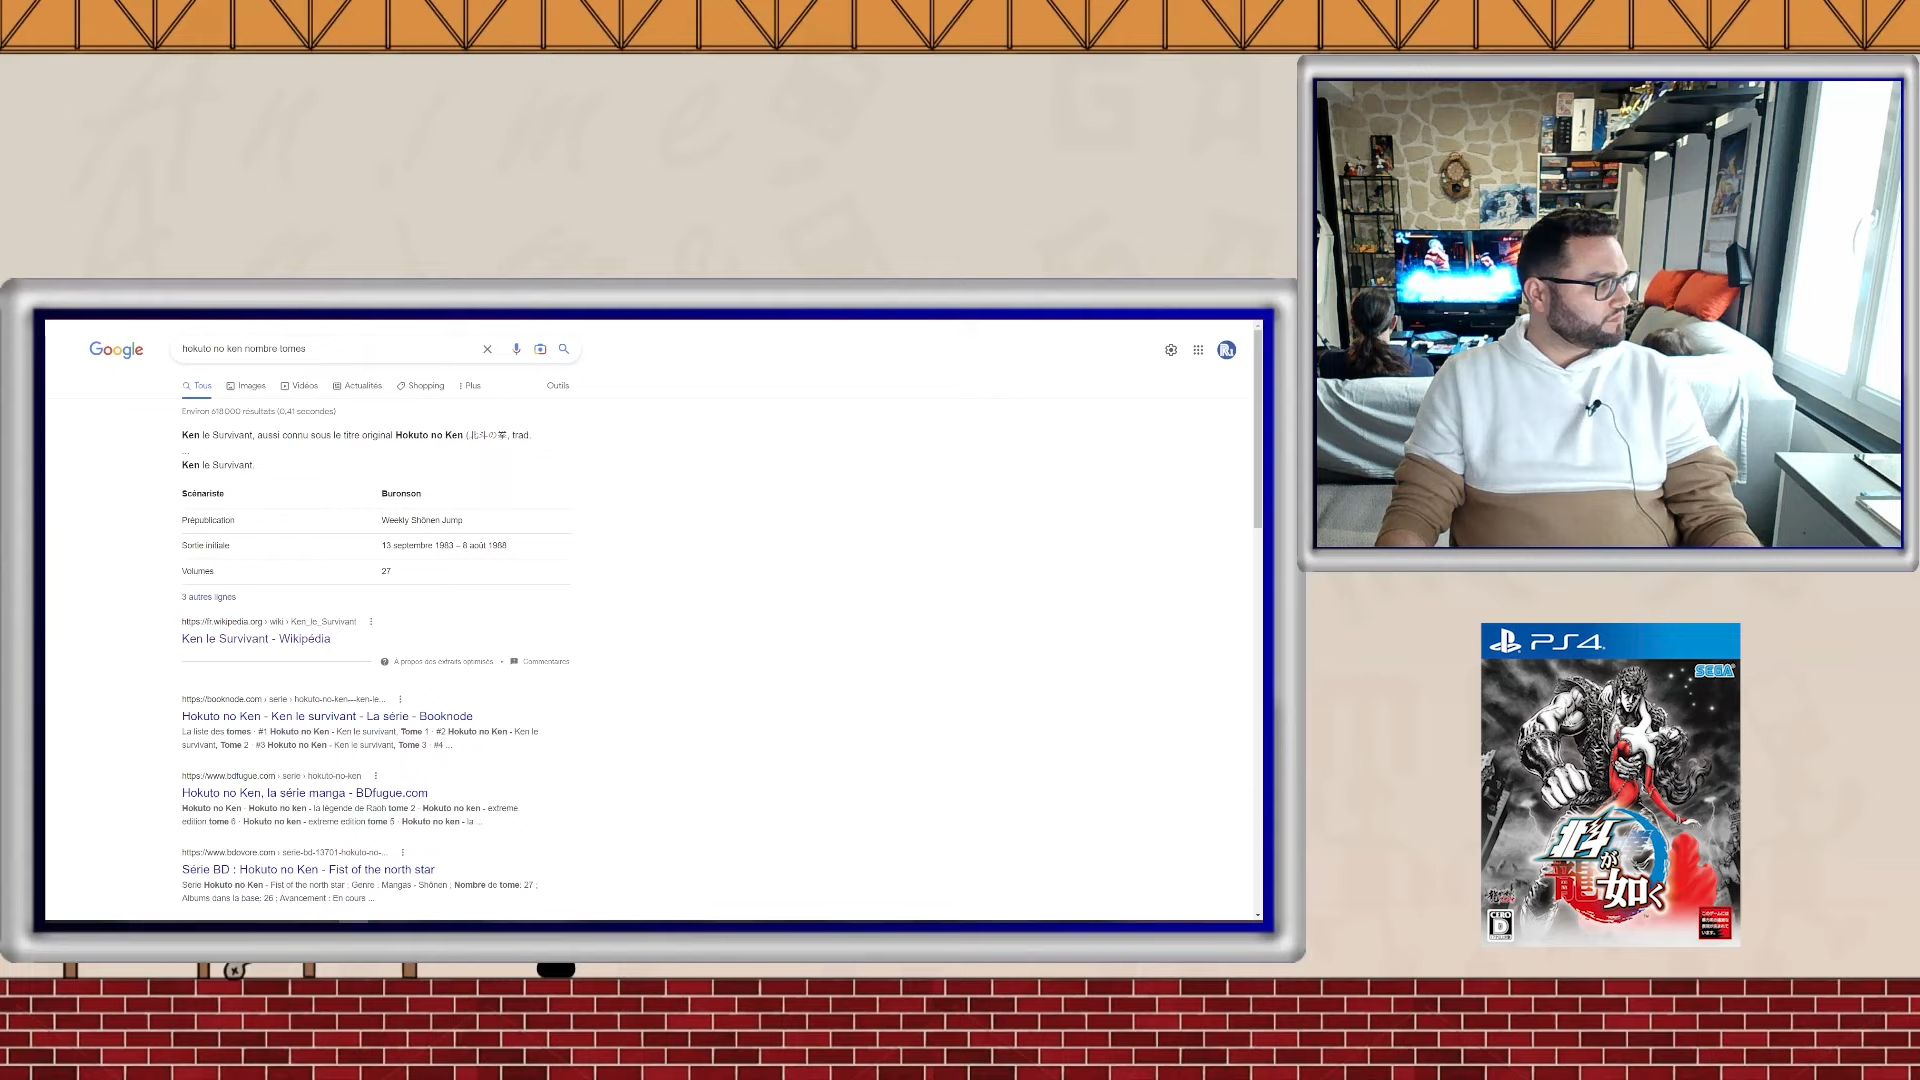 Google
hokuto no ken nombre tomes
Tous
Images
Vidéos
Actualités
Shopping
Plus
Outils
Environ 618 000 résultats (0,41 secondes)
Ken le Survivant, aussi connu sous le titre original Hokuto no Ken (北斗の拳, trad.
...
Ken le Survivant.
Scénariste Buronson
Prépublication Weekly Shōnen Jump
Sortie initiale 13 septembre 1983 – 8 août 1988
Volumes 27
3 autres lignes
https://fr.wikipedia.org › wiki › Ken_le_Survivant
Ken le Survivant - Wikipédia
À propos des extraits optimisés • Commentaires
https://booknode.com › serie › hokuto-no-ken---ken-le...
Hokuto no Ken - Ken le survivant - La série - Booknode
La liste des tomes · #1 Hokuto no Ken - Ken le survivant, Tome 1 · #2 Hokuto no Ken - Ken le
survivant, Tome 2 · #3 Hokuto no Ken - Ken le survivant, Tome 3 · #4 ...
https://www.bdfugue.com › serie › hokuto-no-ken
Hokuto no Ken, la série manga - BDfugue.com
Hokuto no Ken · Hokuto no ken - la légende de Raoh tome 2 · Hokuto no ken - extreme
edition tome 6 · Hokuto no ken - extreme edition tome 5 · Hokuto no ken - la ...
https://www.bdovore.com › serie-bd-13701-hokuto-no-...
Série BD : Hokuto no Ken - Fist of the north star
Série Hokuto no Ken - Fist of the north star ; Genre : Mangas - Shônen ; Nombre de tome: 27 ;
Albums dans la base: 26 ; Avancement : En cours ...
PS4
SEGA
北斗が
龍如く
CERO
D